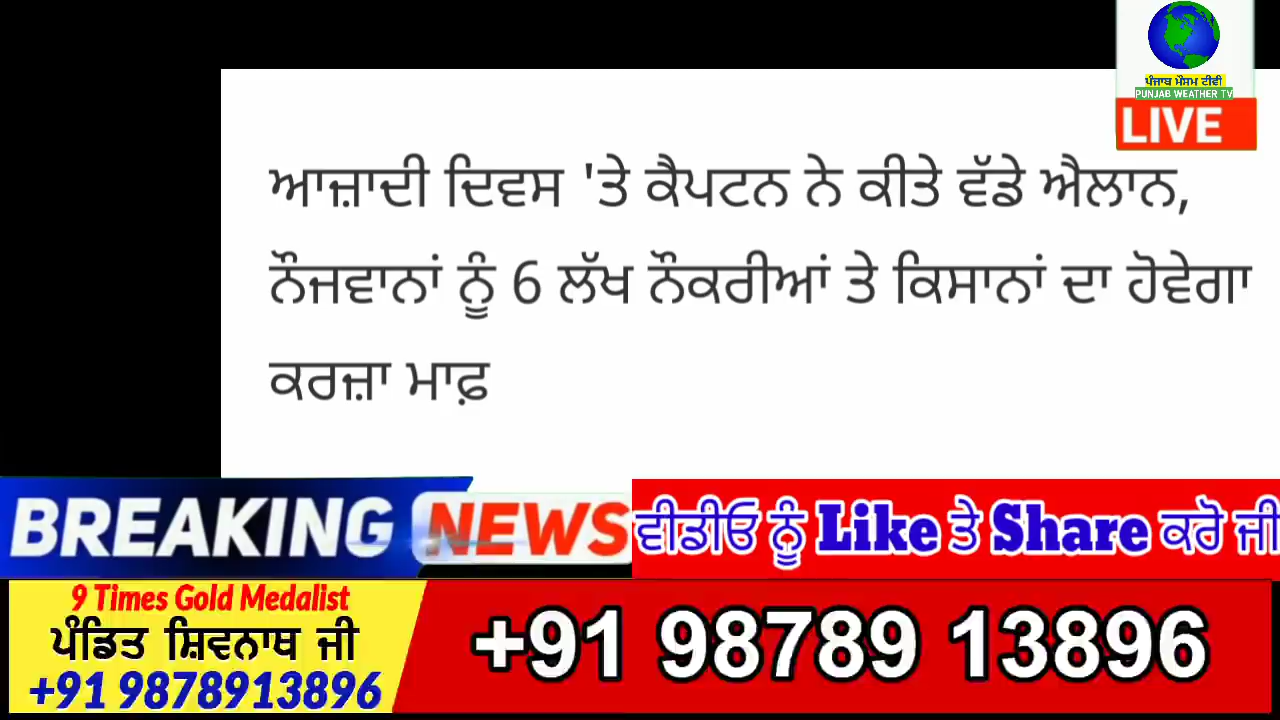 ਪੰਜਾਬ ਮੌਸਮ ਟੀਵੀ
PUNJAB WEATHER TV
LIVE
ਆਜ਼ਾਦੀ ਦਿਵਸ 'ਤੇ ਕੈਪਟਨ ਨੇ ਕੀਤੇ ਵੱਡੇ ਐਲਾਨ,
ਨੌਜਵਾਨਾਂ ਨੂੰ 6 ਲੱਖ ਨੌਕਰੀਆਂ ਤੇ ਕਿਸਾਨਾਂ ਦਾ ਹੋਵੇਗਾ
ਕਰਜ਼ਾ ਮਾਫ਼
BREAKING NEWS
ਵੀਡੀਓ ਨੂੰ Like ਤੇ Share ਕਰੋ ਜੀ
9 Times Gold Medalist
ਪੰਡਿਤ ਸ਼ਿਵਨਾਥ ਜੀ
+91 9878913896
+91 98789 13896